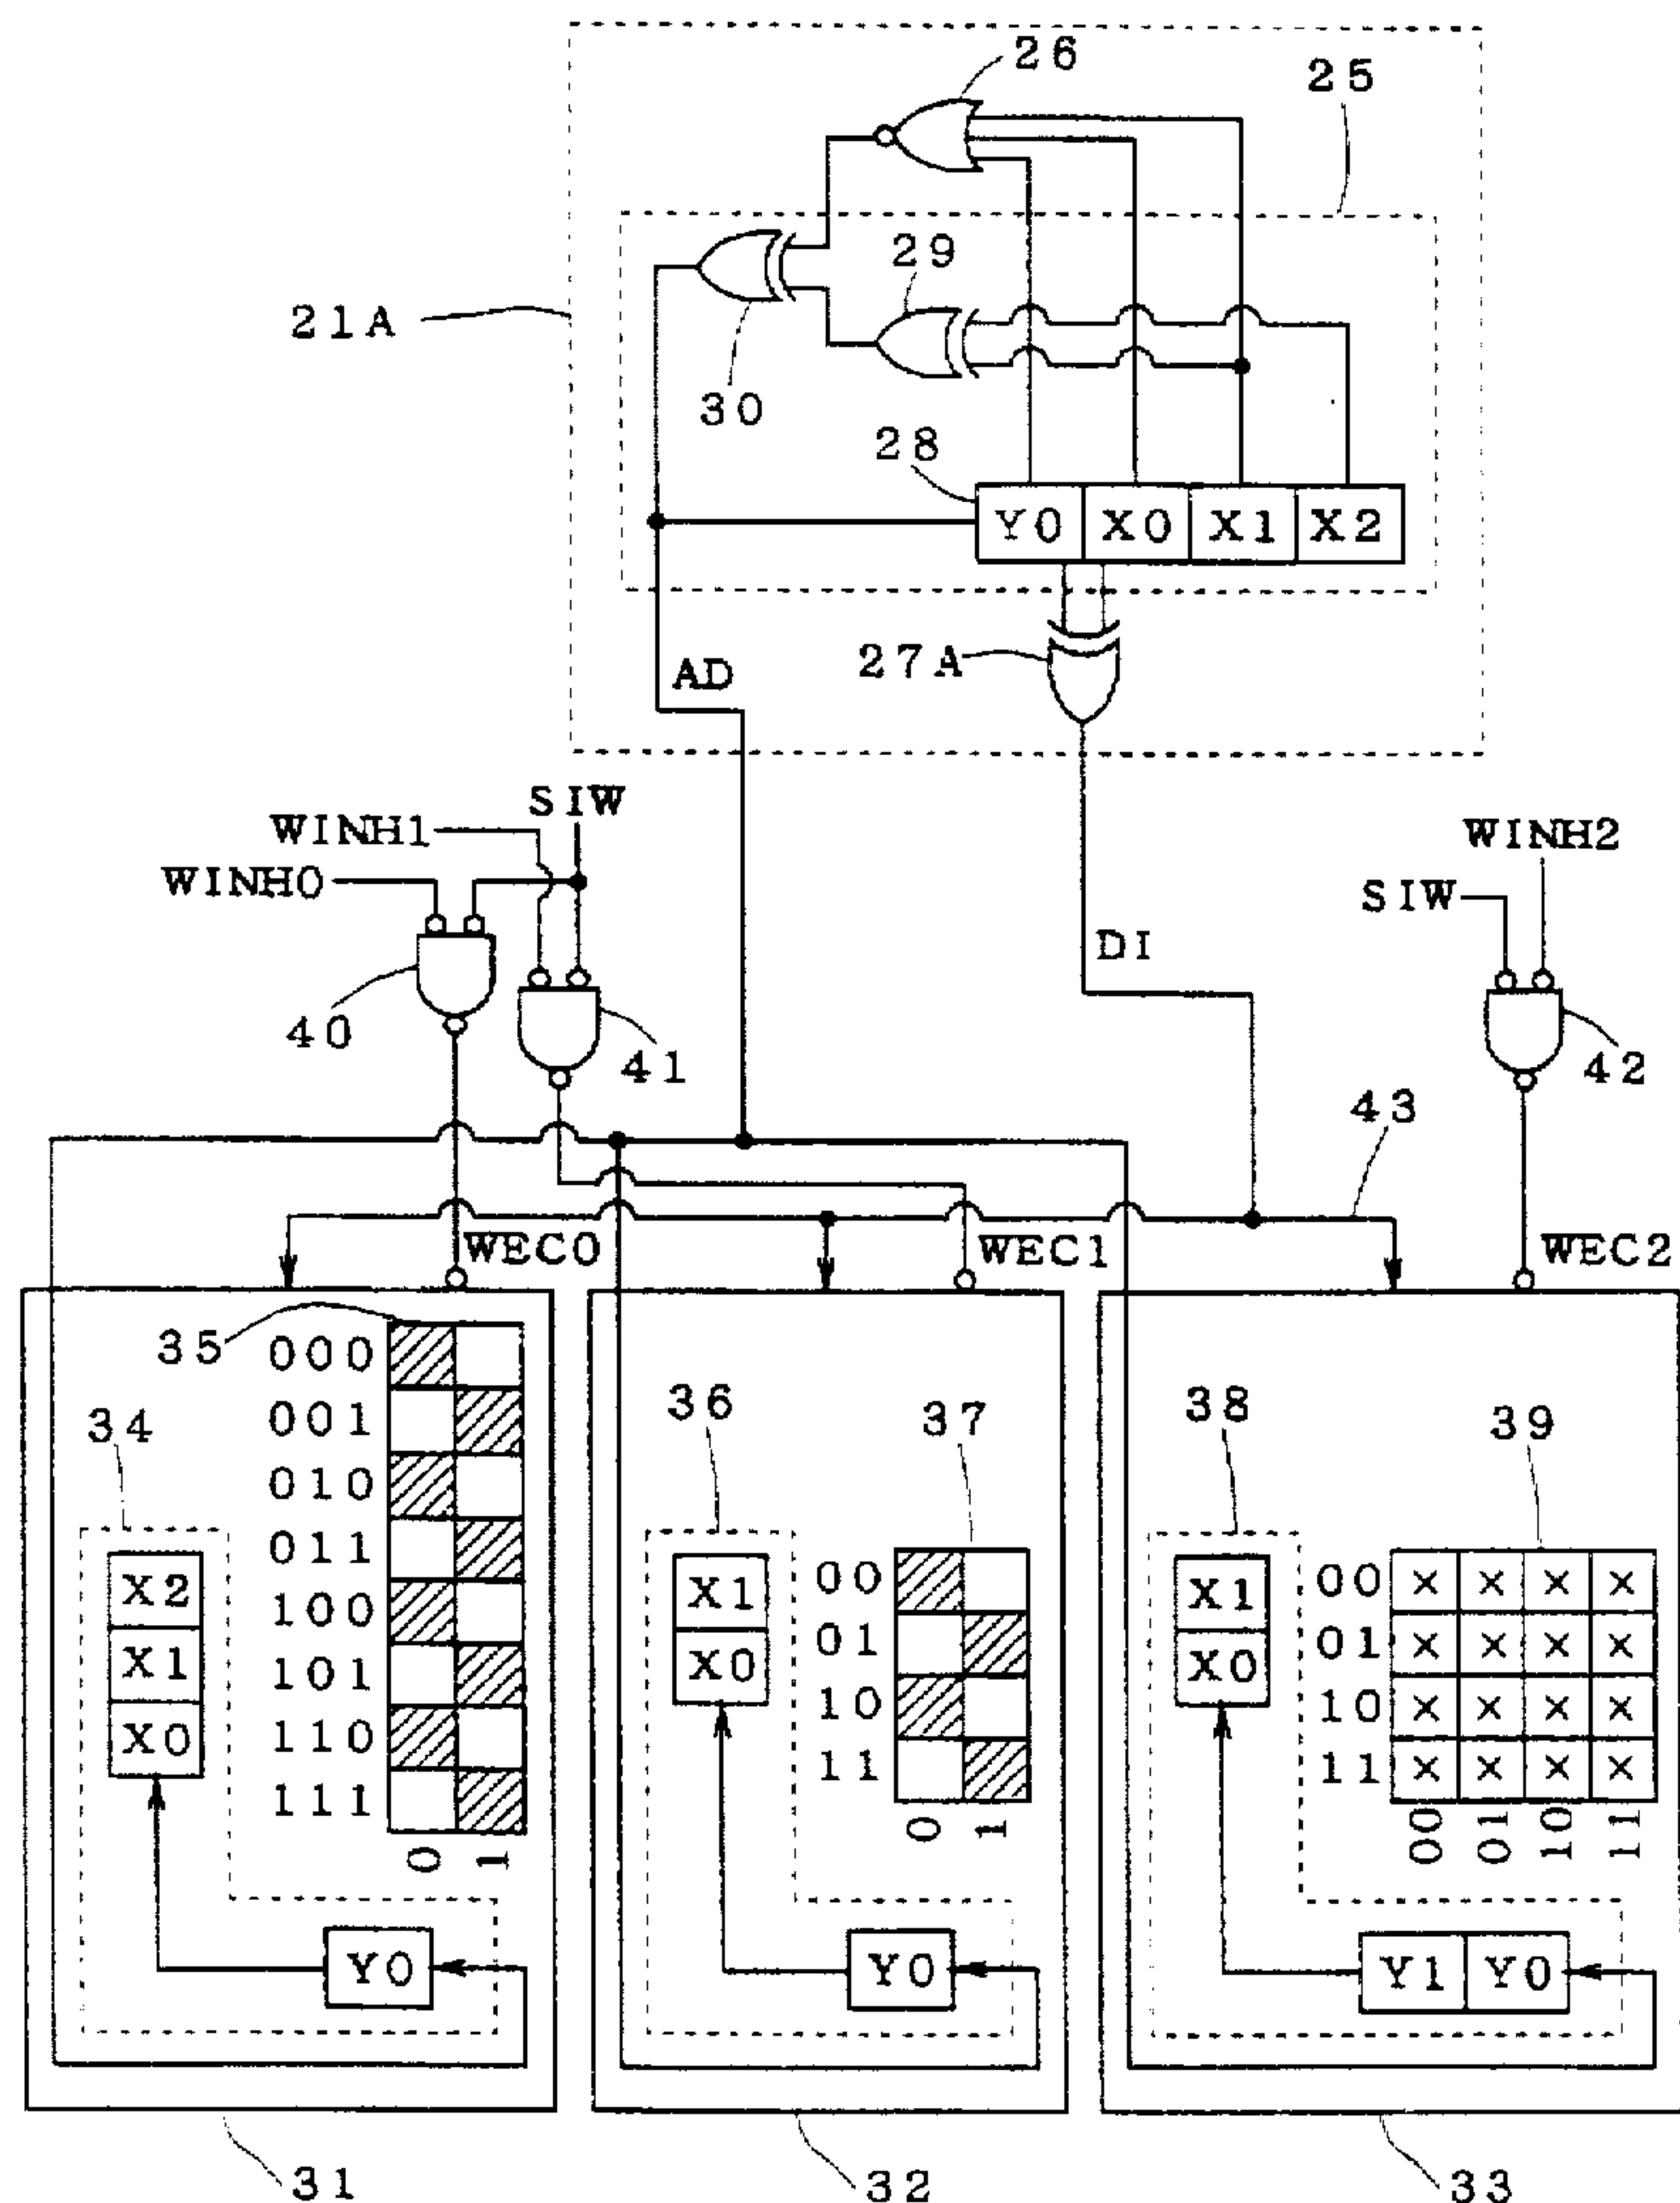 26
25
29
21A
30
28
Y0 X0 X1 X2
27A
AD
SIW
WINH1
WINH0
WINH2
SIW
DI
40
41
42
43
WEC0
WEC1
WEC2
35
000
001
010
011
100
101
110
111
0 1
34
X2
X1
X0
Y0
36
37
X1
X0
00
01
10
11
0 1
Y0
38
39
X1
X0
00 × × × ×
01 × × × ×
10 × × × ×
11 × × × ×
00 01 10 11
Y1 Y0
31
32
33